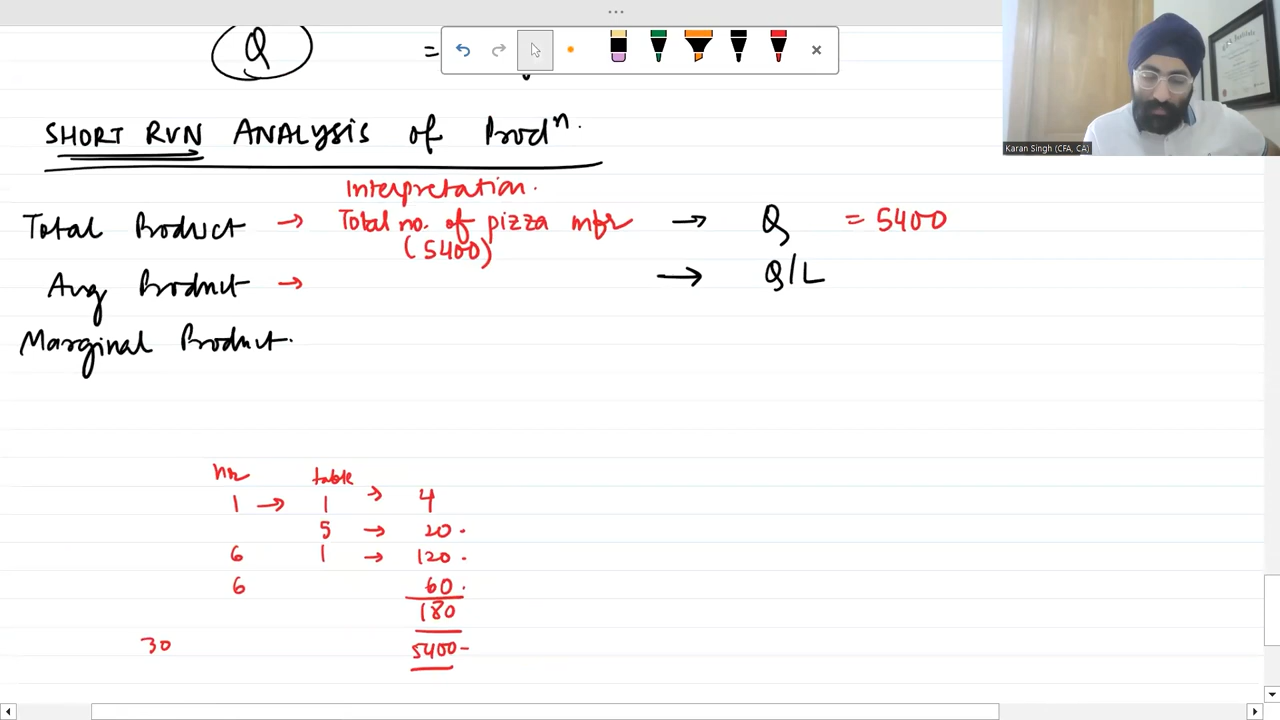 Q =
SHORT RUN ANALYSIS of Prodⁿ.
Interpretation.
Total Product → Total no. of pizza mfr → Q = 5400
(5400)
Avg Product → → Q/L
Marginal Product.
table
1 → 1 → 4
5 → 20
6 1 → 120
6 60
180
30 5400
Karan Singh (CFA, CA)